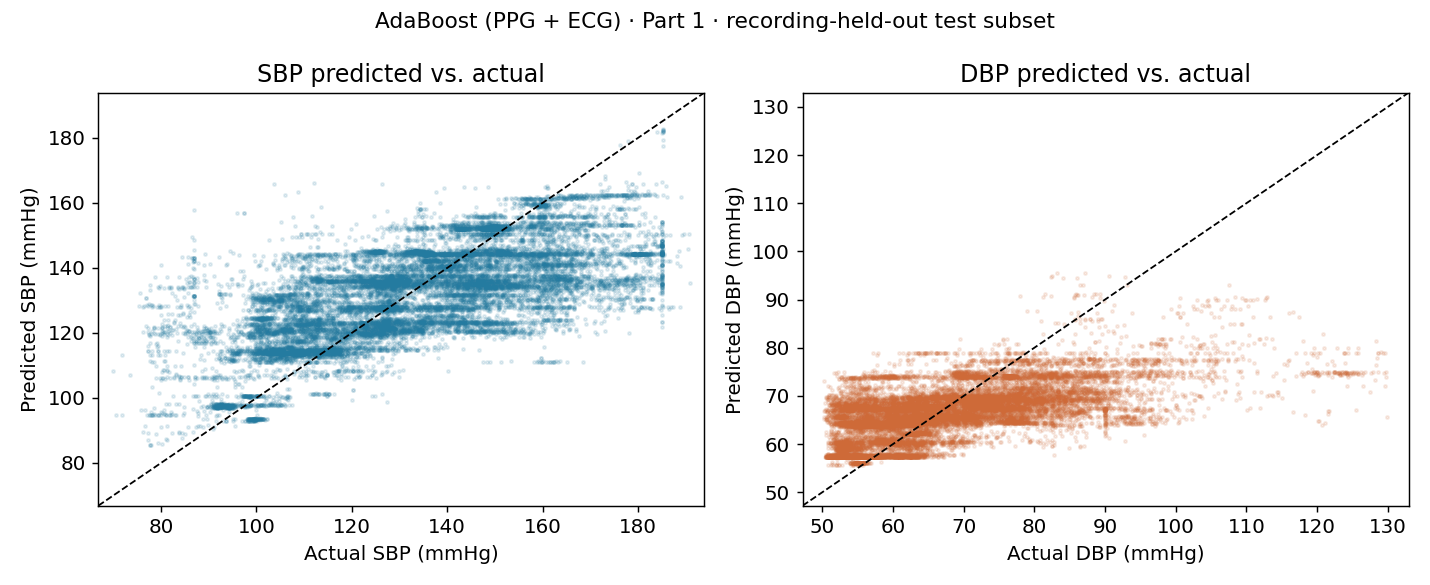 AdaBoost (PPG + ECG) · Part 1 · recording-held-out test subset
SBP predicted vs. actual
Predicted SBP (mmHg)
180
160
140
120
100
80
80 100 120 140 160 180
Actual SBP (mmHg)
DBP predicted vs. actual
Predicted DBP (mmHg)
130
120
110
100
90
80
70
60
50
50 60 70 80 90 100 110 120 130
Actual DBP (mmHg)